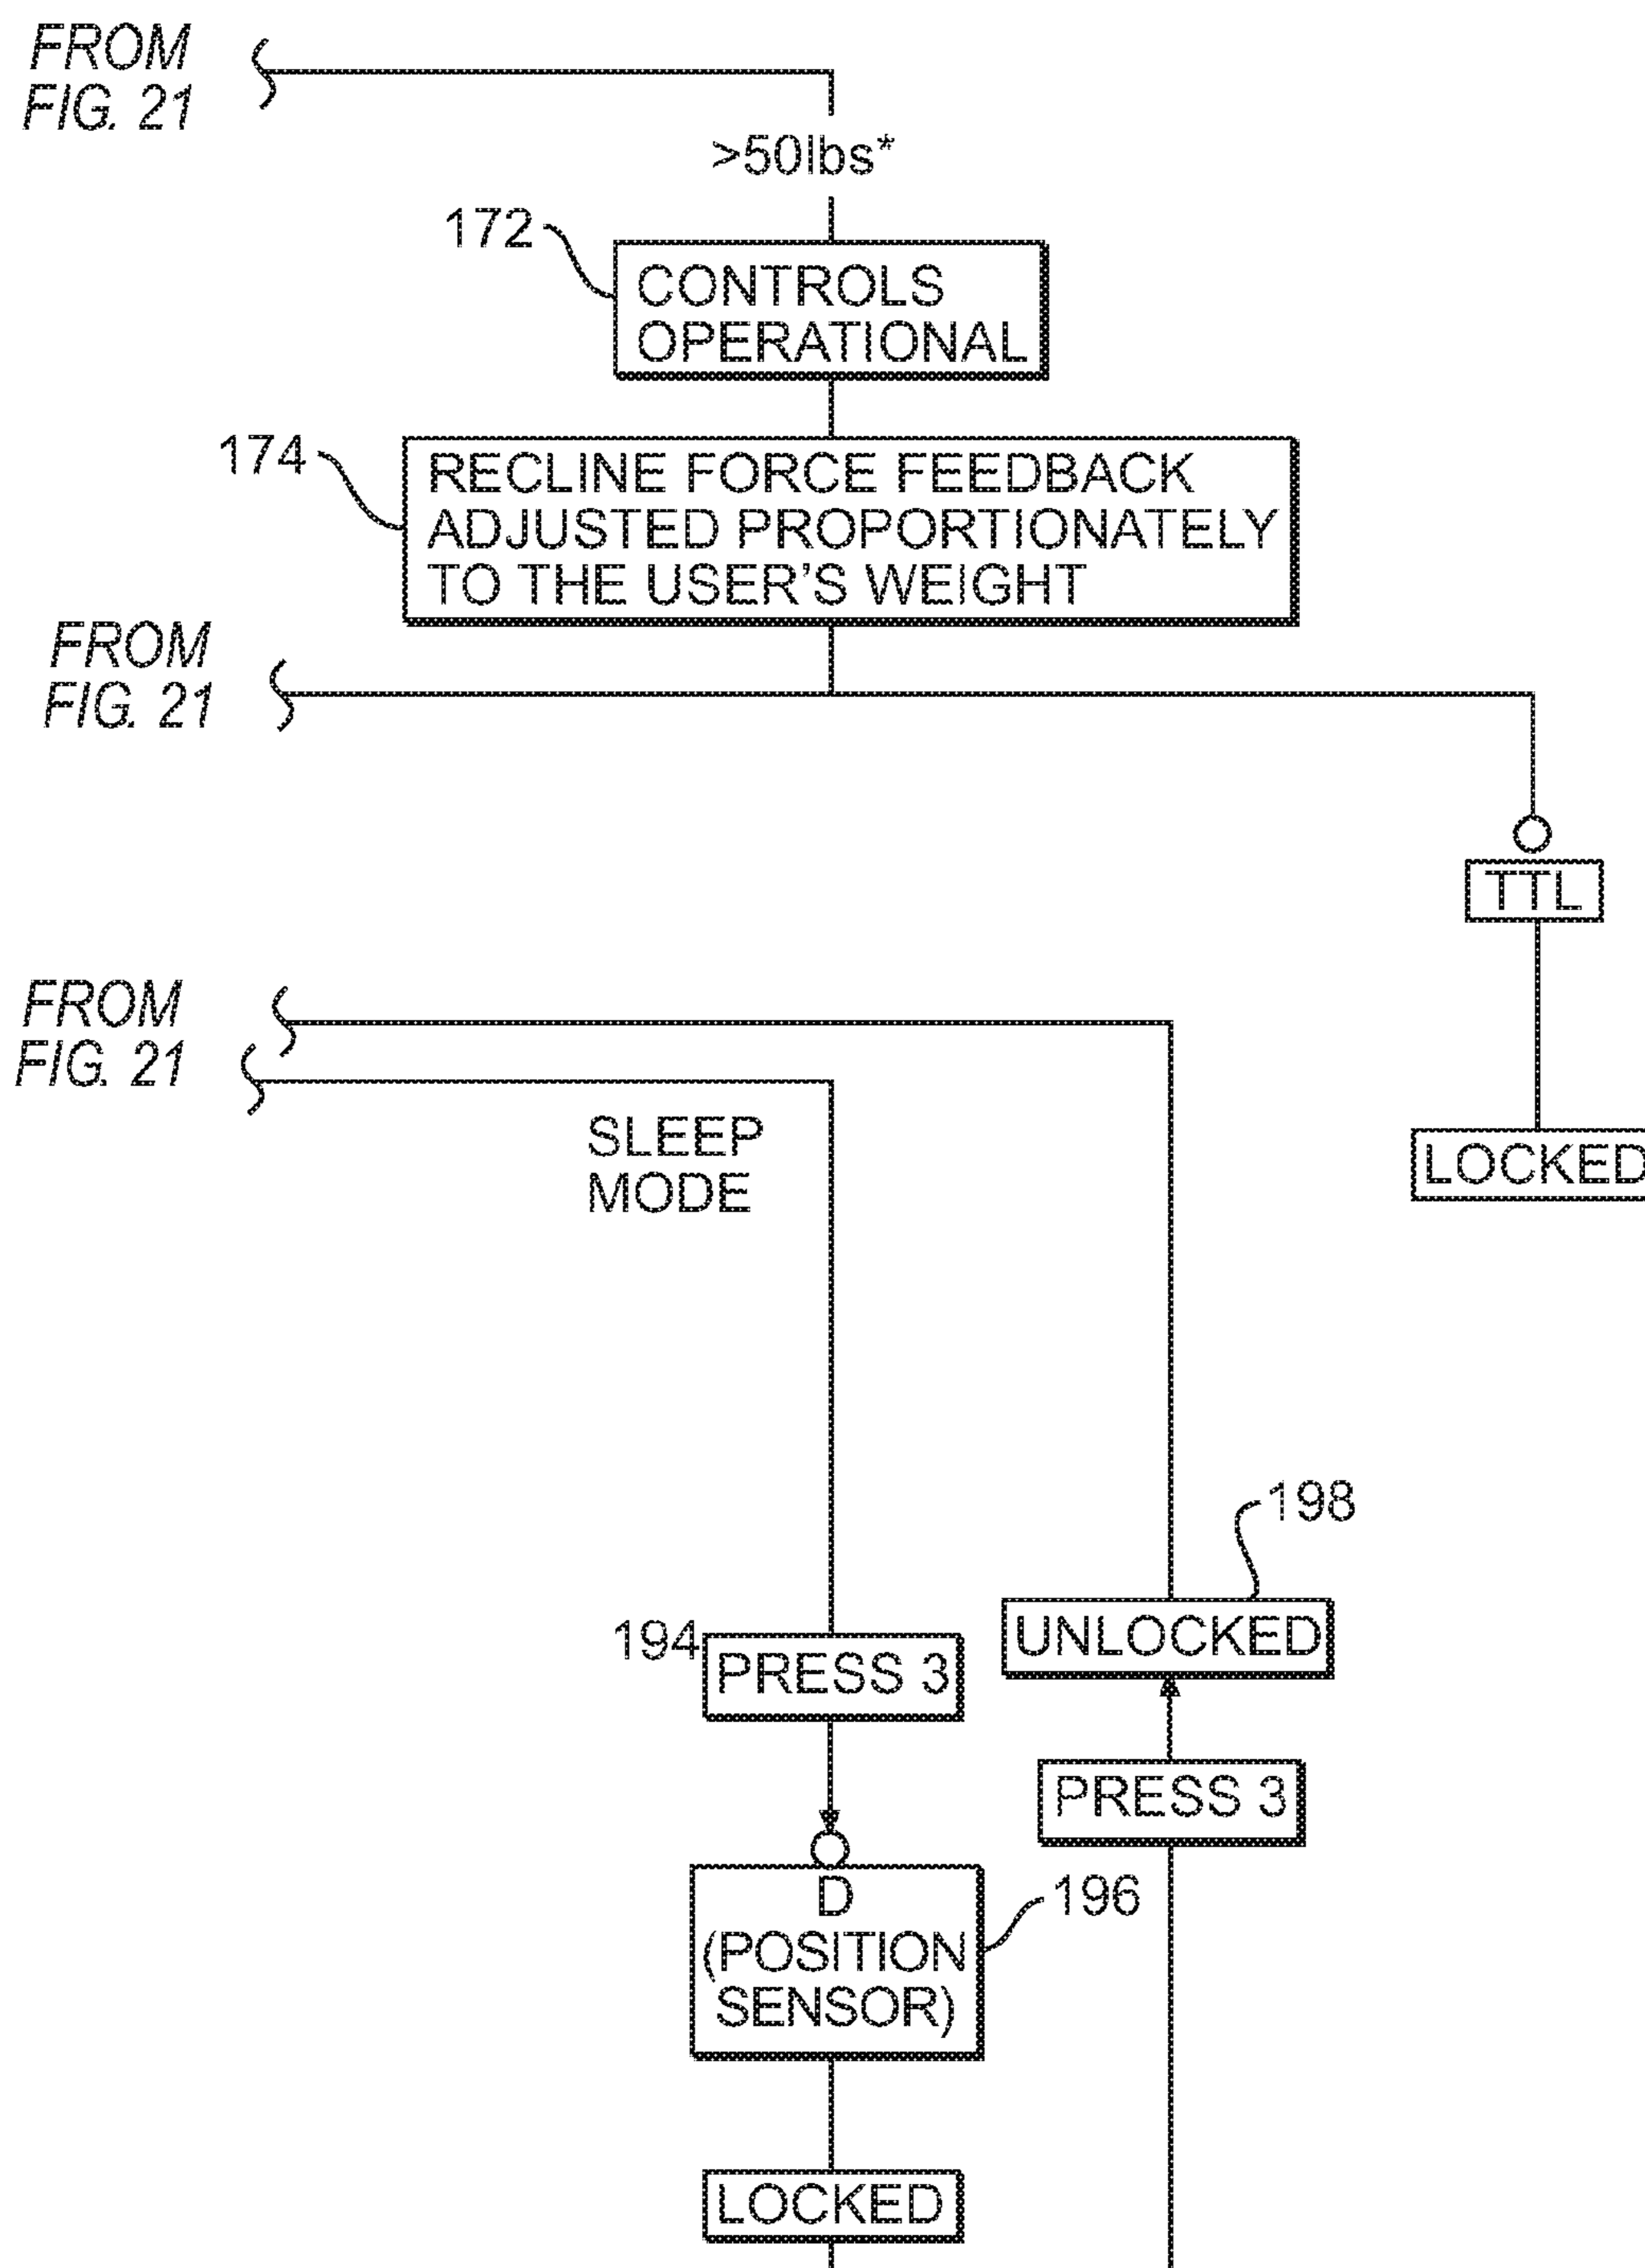 FROM
FIG. 21
>50lbs*
172
CONTROLS
OPERATIONAL
174
RECLINE FORCE FEEDBACK
ADJUSTED PROPORTIONATELY
TO THE USER'S WEIGHT
FROM
FIG. 21
TTL
FROM
FIG. 21
SLEEP
MODE
LOCKED
198
194
PRESS 3
UNLOCKED
PRESS 3
D
(POSITION
SENSOR)
196
LOCKED